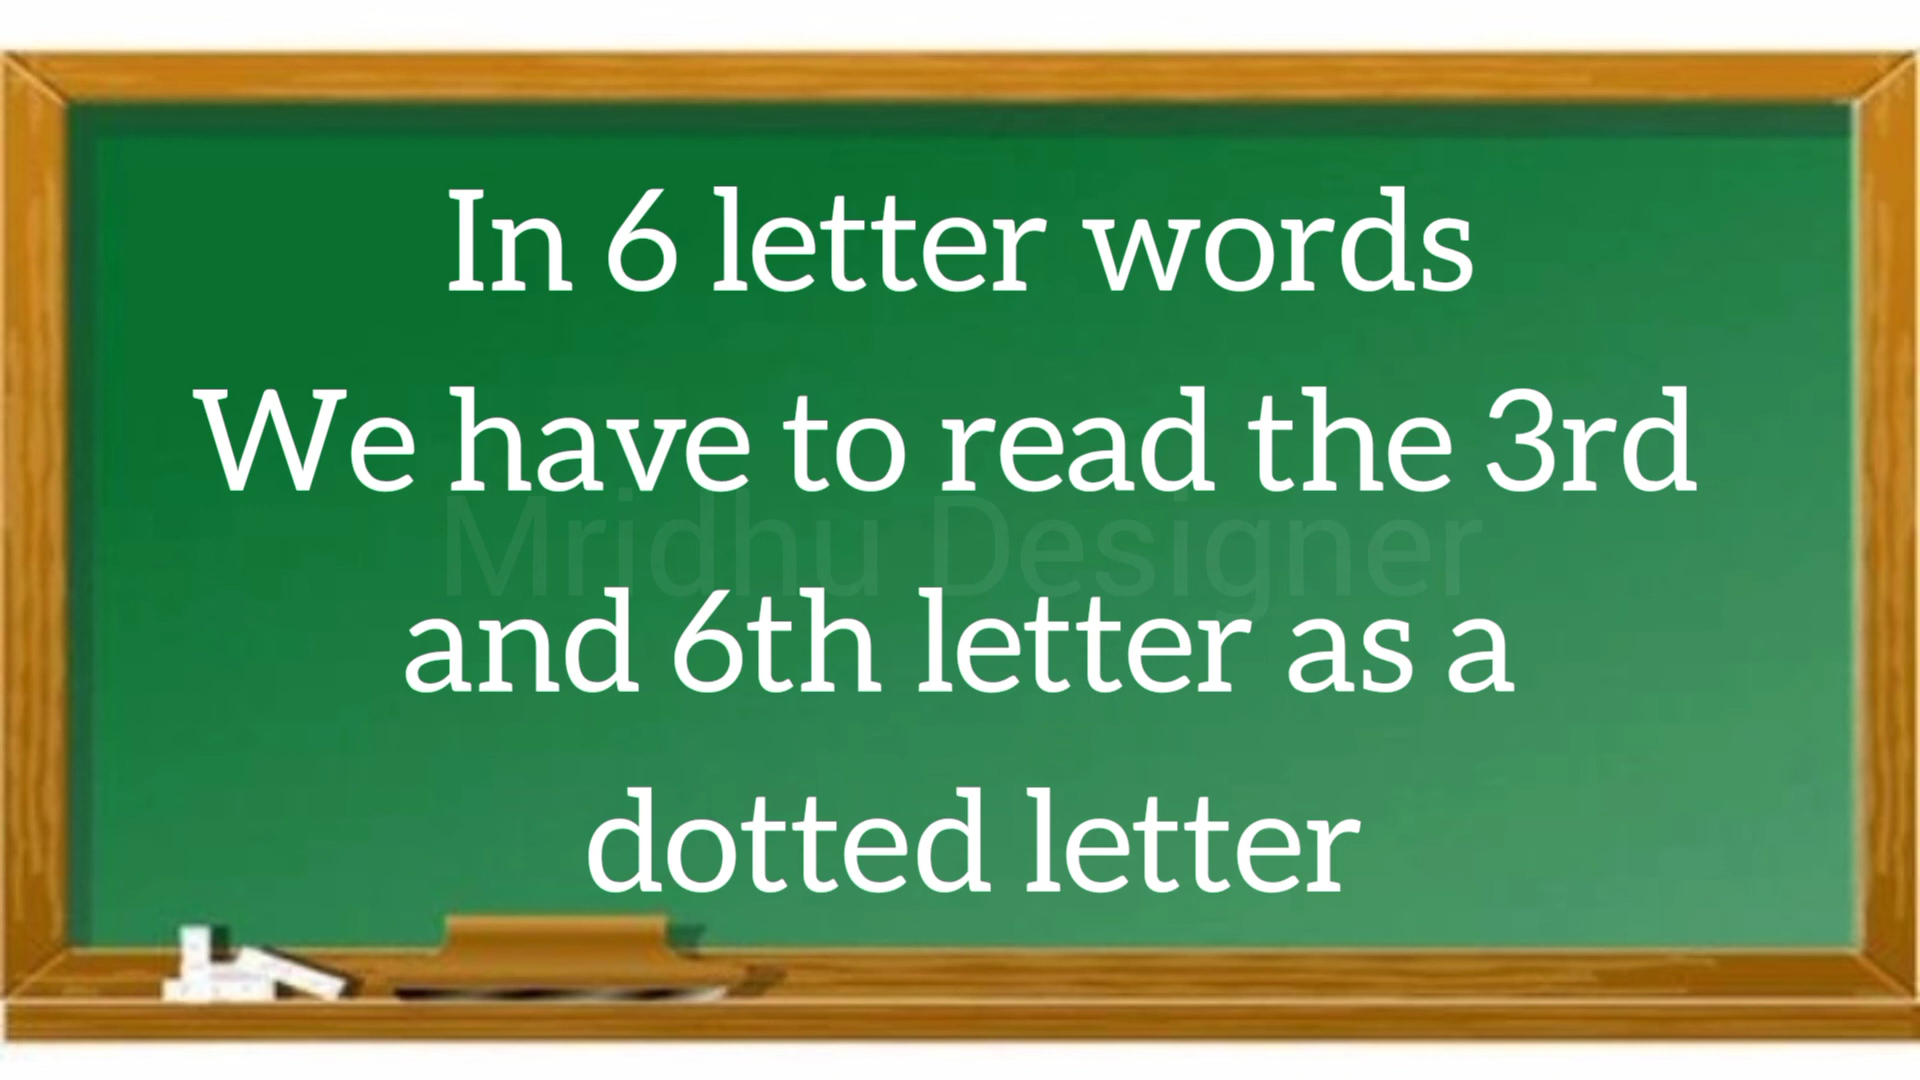 In 6 letter words
We have to read the 3rd
Mridhu Designer
and 6th letter as a
dotted letter